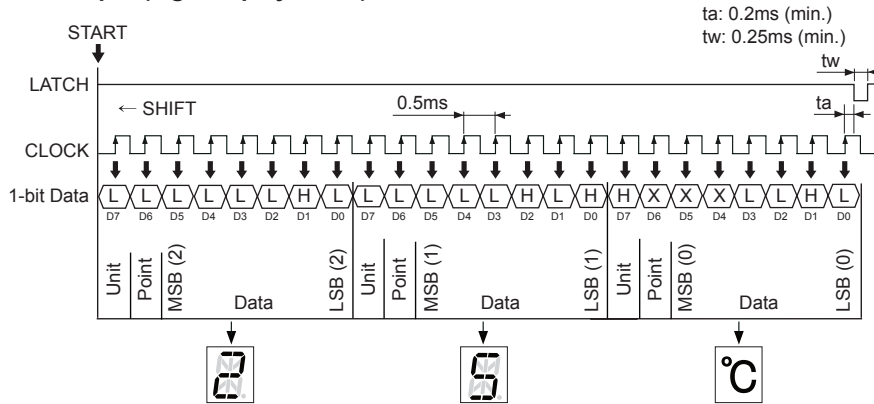 ta: 0.2ms (min.)
tw: 0.25ms (min.)
START
tw
LATCH
← SHIFT
0.5ms
ta
CLOCK
1-bit Data L L L L L H L L L L L L H L H H X X X L L H L
D7 D6 D5 D4 D3 D2 D1 D0 D7 D6 D5 D4 D3 D2 D1 D0 D7 D6 D5 D4 D3 D2 D1 D0
Unit Point MSB (2) Data LSB (2) Unit Point MSB (1) Data LSB (1) Unit Point MSB (0) Data LSB (0)
2 5 °C